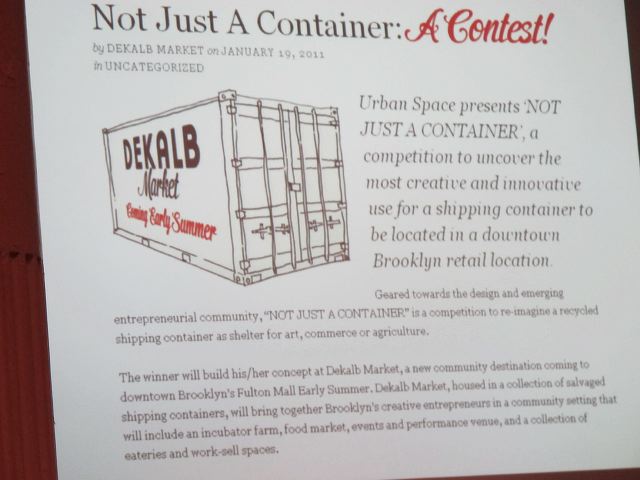 Not Just A Container: A Contest!
by DEKALB MARKET on JANUARY 19, 2011
in UNCATEGORIZED
DEKALB
Market
Coming Early Summer
Urban Space presents 'NOT
JUST A CONTAINER', a
competition to uncover the
most creative and innovative
use for a shipping container to
be located in a downtown
Brooklyn retail location.
Geared towards the design and emerging
entrepreneurial community, "NOT JUST A CONTAINER" is a competition to re-imagine a recycled
shipping container as shelter for art, commerce or agriculture.
The winner will build his/her concept at Dekalb Market, a new community destination coming to
downtown Brooklyn's Fulton Mall Early Summer. Dekalb Market, housed in a collection of salvaged
shipping containers, will bring together Brooklyn's creative entrepreneurs in a community setting that
will include an incubator farm, food market, events and performance venue, and a collection of
eateries and work-sell spaces.